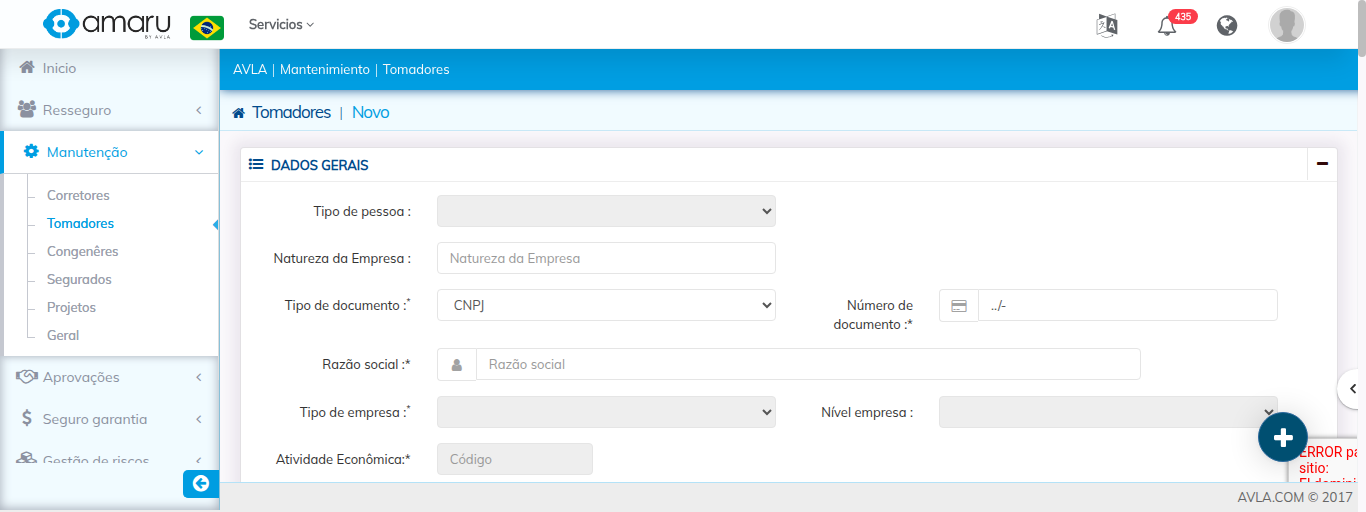 amaru
BY AVLA
Servicios
435
Inicio
AVLA | Mantenimiento | Tomadores
Resseguro
Tomadores | Novo
Manutenção
DADOS GERAIS
Corretores
Tomadores
Congenêres
Segurados
Projetos
Geral
Aprovações
Seguro garantia
Gestão de riscos
Tipo de pessoa :
Natureza da Empresa :
Natureza da Empresa
Tipo de documento :*
CNPJ
Número de
documento :*
../-
Razão social :*
Razão social
Tipo de empresa :*
Nível empresa :
Atividade Econômica:*
Código
ERROR pa
sitio:
El domini
AVLA.COM © 2017